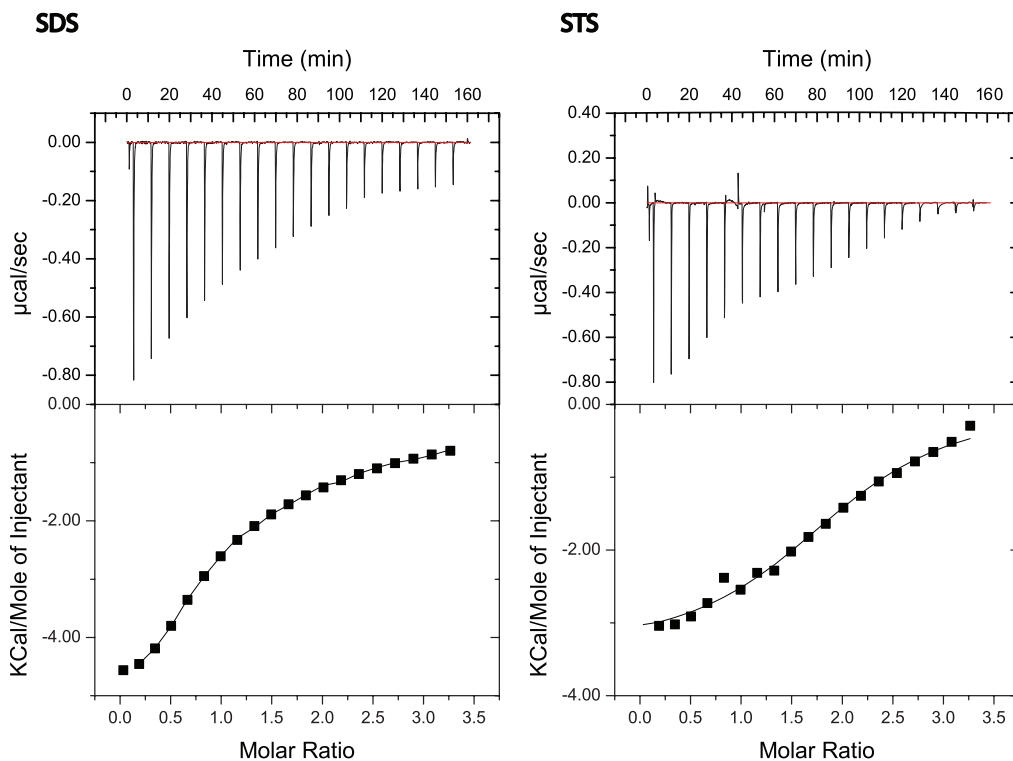 SDS
Time (min)
0 20 40 60 80 100 120 140 160
0.00
-0.20
-0.40
-0.60
-0.80
µcal/sec
0.00
-2.00
-4.00
KCal/Mole of Injectant
0.0 0.5 1.0 1.5 2.0 2.5 3.0 3.5
Molar Ratio
STS
Time (min)
0 20 40 60 80 100 120 140 160
0.40
0.20
0.00
-0.20
-0.40
-0.60
-0.80
µcal/sec
0.00
-2.00
-4.00
KCal/Mole of Injectant
0.0 0.5 1.0 1.5 2.0 2.5 3.0 3.5
Molar Ratio